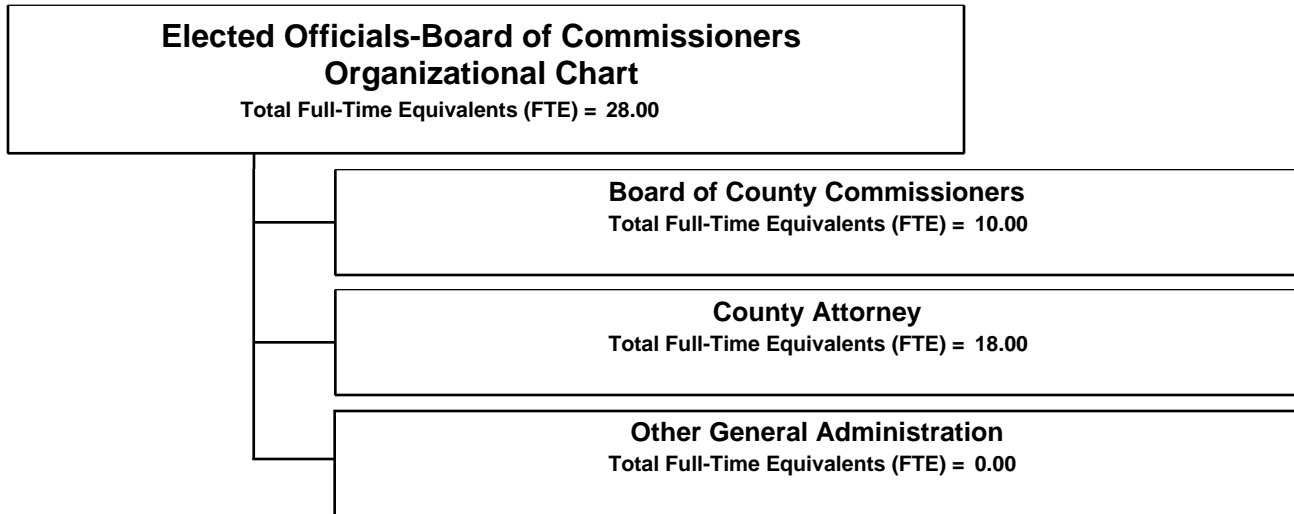 Elected Officials-Board of Commissioners
Organizational Chart
Total Full-Time Equivalents (FTE) = 28.00
Board of County Commissioners
Total Full-Time Equivalents (FTE) = 10.00
County Attorney
Total Full-Time Equivalents (FTE) = 18.00
Other General Administration
Total Full-Time Equivalents (FTE) = 0.00